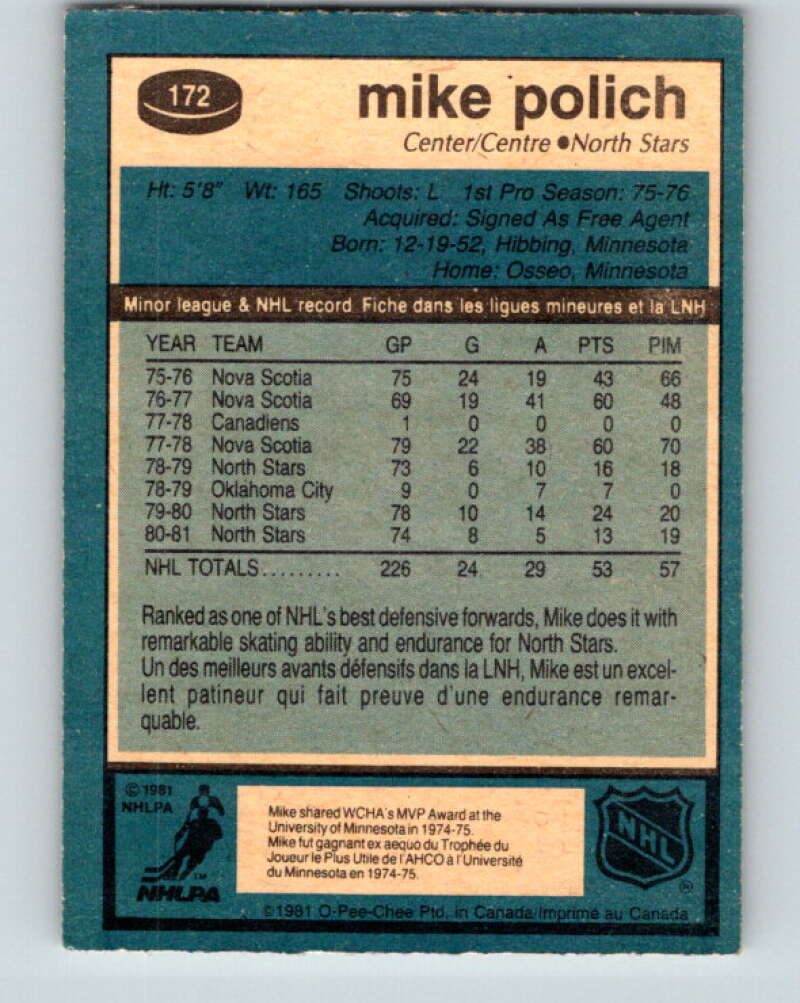 172
mike polich
Center/Centre ●North Stars
Ht: 5'8" Wt: 165 Shoots: L 1st Pro Season: 75-76
Acquired: Signed As Free Agent
Born: 12-19-52, Hibbing, Minnesota
Home: Osseo, Minnesota
Minor league & NHL record Fiche dans les ligues mineures et la LNH
YEAR TEAM GP G A PTS PIM
75-76 Nova Scotia 75 24 19 43 66
76-77 Nova Scotia 69 19 41 60 48
77-78 Canadiens 1 0 0 0 0
77-78 Nova Scotia 79 22 38 60 70
78-79 North Stars 73 6 10 16 18
78-79 Oklahoma City 9 0 7 7 0
79-80 North Stars 78 10 14 24 20
80-81 North Stars 74 8 5 13 19
NHL TOTALS......... 226 24 29 53 57
Ranked as one of NHL's best defensive forwards, Mike does it with
remarkable skating ability and endurance for North Stars.
Un des meilleurs avants défensifs dans la LNH, Mike est un excel-
lent patineur qui fait preuve d'une endurance remar-
quable.
© 1981
NHLPA
TM
NHLPA
Mike shared WCHA's MVP Award at the
University of Minnesota in 1974-75.
Mike fut gagnant ex aequo du Trophée du
Joueur le Plus Utile de l'AHCO à l'Université
du Minnesota en 1974-75.
NHL
®
©1981 O-Pee-Chee Ptd. in Canada/Imprimé au Canada